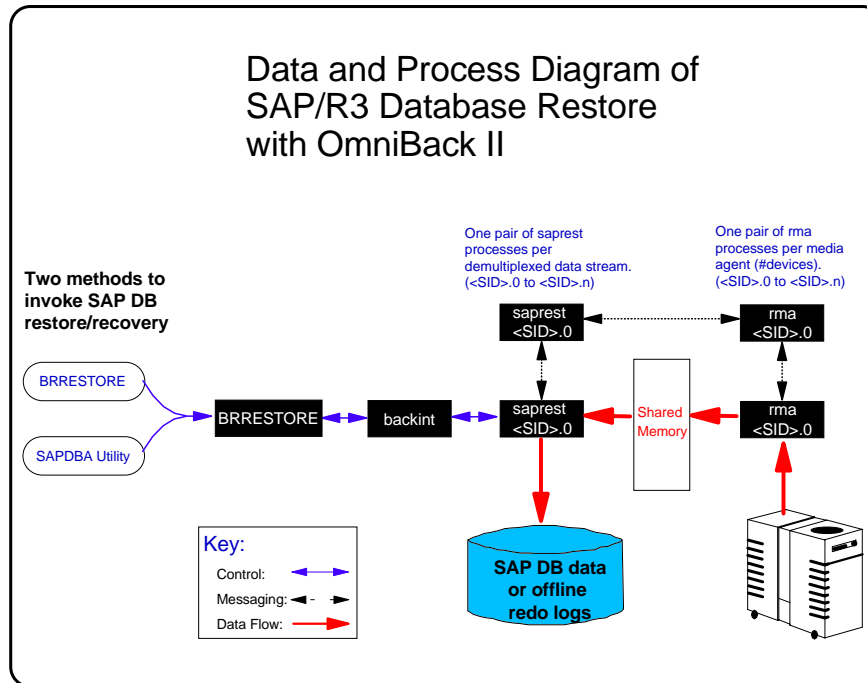 Data and Process Diagram of
SAP/R3 Database Restore
with OmniBack II
One pair of saprest
processes per
demultiplexed data stream.
(<SID>.0 to <SID>.n)
One pair of rma
processes per media
agent (#devices).
(<SID>.0 to <SID>.n)
Two methods to
invoke SAP DB
restore/recovery
saprest
<SID>.0
rma
<SID>.0
BRRESTORE
SAPDBA Utility
BRRESTORE
backint
saprest
<SID>.0
Shared
Memory
rma
<SID>.0
Key:
Control:
Messaging:
Data Flow:
SAP DB data
or offline
redo logs